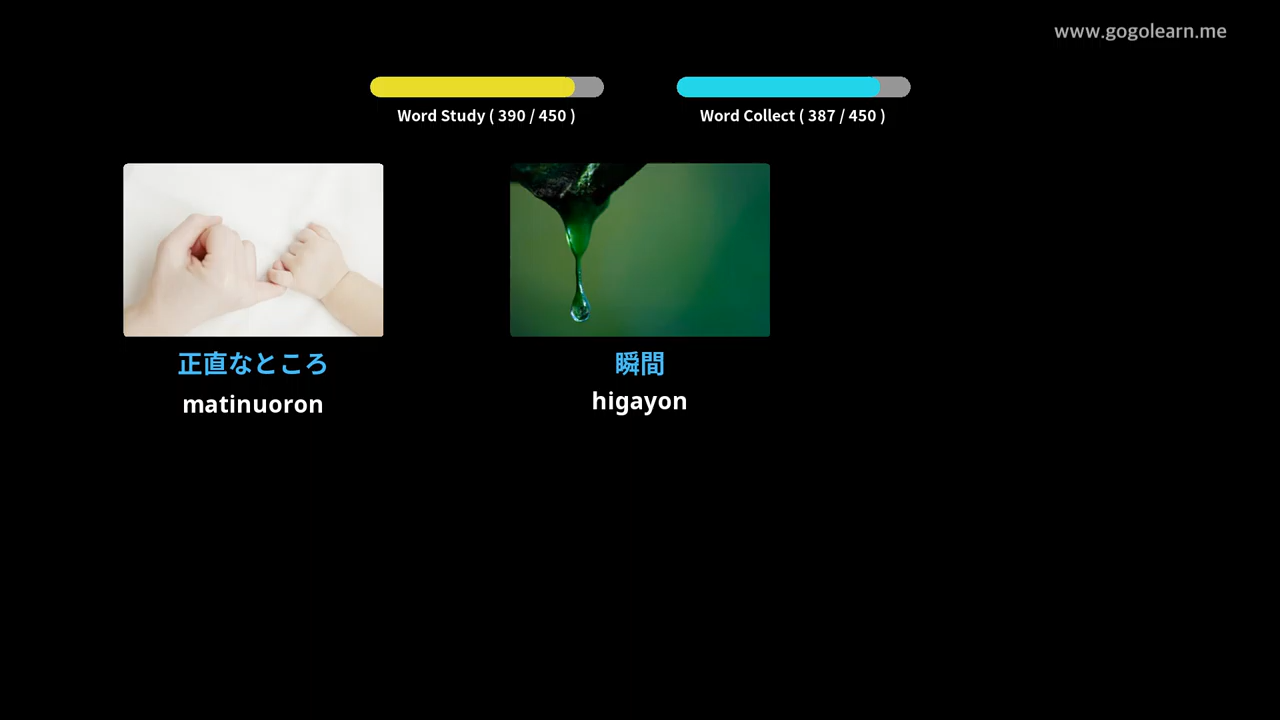 www.gogolearn.me
Word Study ( 390 / 450 )
Word Collect ( 387 / 450 )
正直なところ
matinuoron
瞬間
higayon